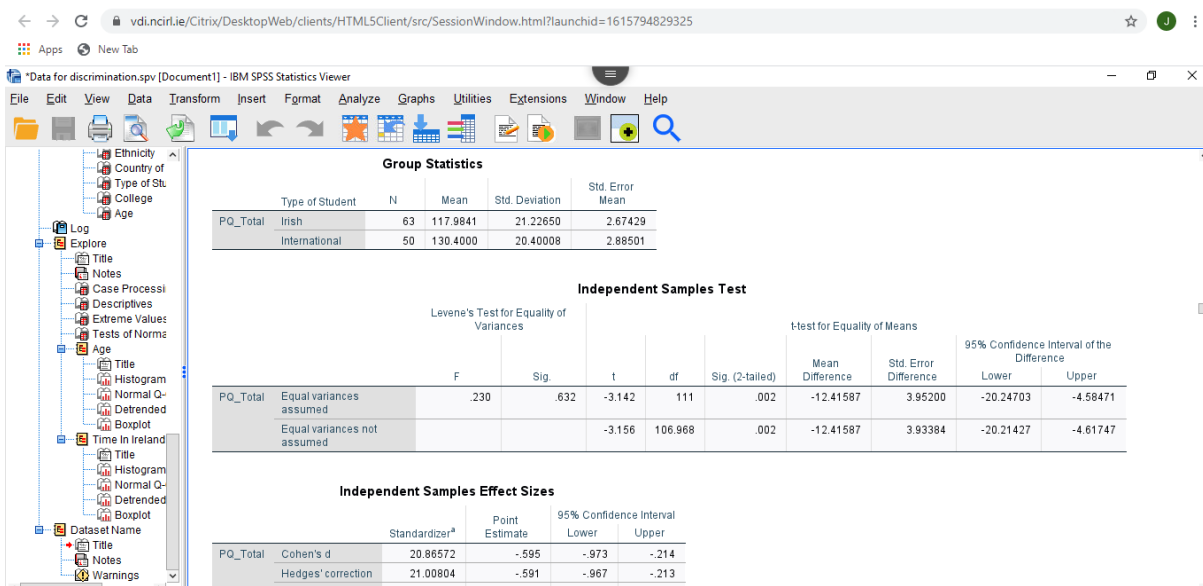 vdi.ncirl.ie/Citrix/DesktopWeb/clients/HTML5Client/src/SessionWindow.html?launchid=1615794829325
J
Apps New Tab
*Data for discrimination.spv [Document1] - IBM SPSS Statistics Viewer
File Edit View Data Transform Insert Format Analyze Graphs Utilities Extensions Window Help
Ethnicity
Country of
Type of Stu
College
Age
Log
Explore
Title
Notes
Case Processi
Descriptives
Extreme Values
Tests of Norma
Age
Title
Histogram
Normal Q-
Detrended
Boxplot
Time In Ireland
Title
Histogram
Normal Q-
Detrended
Boxplot
Dataset Name
Title
Notes
Warnings
Group Statistics
Type of Student N Mean Std. Deviation Std. Error Mean
PQ_Total Irish 63 117.9841 21.22650 2.67429
International 50 130.4000 20.40008 2.88501
Independent Samples Test
Levene's Test for Equality of Variances t-test for Equality of Means
95% Confidence Interval of the Difference
F Sig. t df Sig. (2-tailed) Mean Difference Std. Error Difference Lower Upper
PQ_Total Equal variances assumed .230 .632 -3.142 111 .002 -12.41587 3.95200 -20.24703 -4.58471
Equal variances not assumed -3.156 106.968 .002 -12.41587 3.93384 -20.21427 -4.61747
Independent Samples Effect Sizes
95% Confidence Interval
Standardizerᵃ Point Estimate Lower Upper
PQ_Total Cohen's d 20.86572 -.595 -.973 -.214
Hedges' correction 21.00804 -.591 -.967 -.213